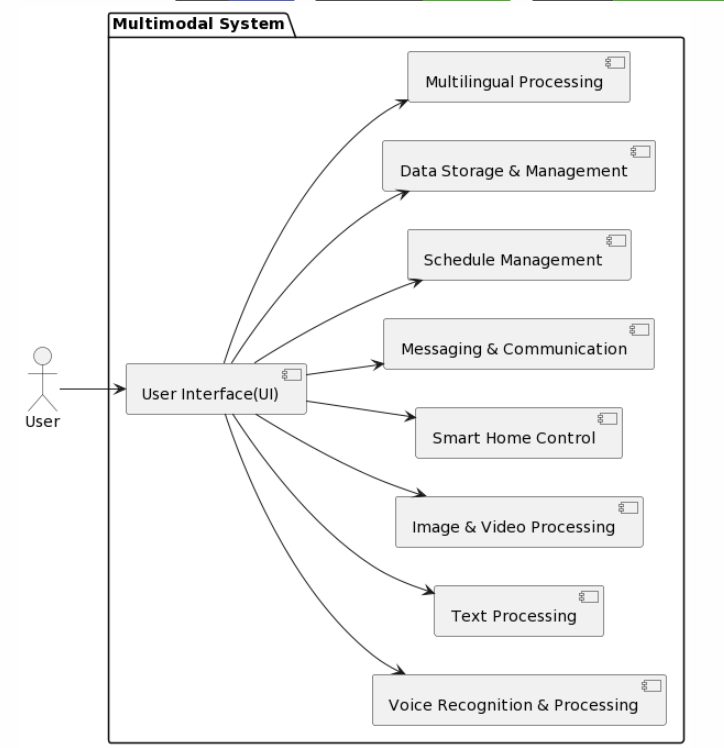 Multimodal System
Multilingual Processing
Data Storage & Management
Schedule Management
Messaging & Communication
User Interface(UI)
User
Smart Home Control
Image & Video Processing
Text Processing
Voice Recognition & Processing